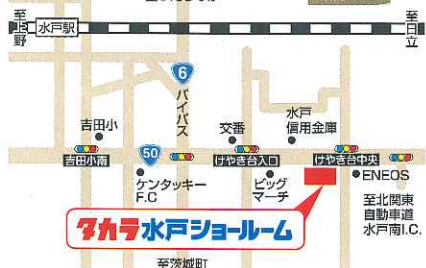 至上野
水戸駅
至日立
6
バイパス
吉田小
交番
水戸
信用金庫
吉田小南
50
けやき台入口
けやき台中央
ケンタッキー
F.C
ビッグ
マーチ
ENEOS
至北関東
自動車道
水戸南I.C.
タカラ水戸ショールーム
至茨城町